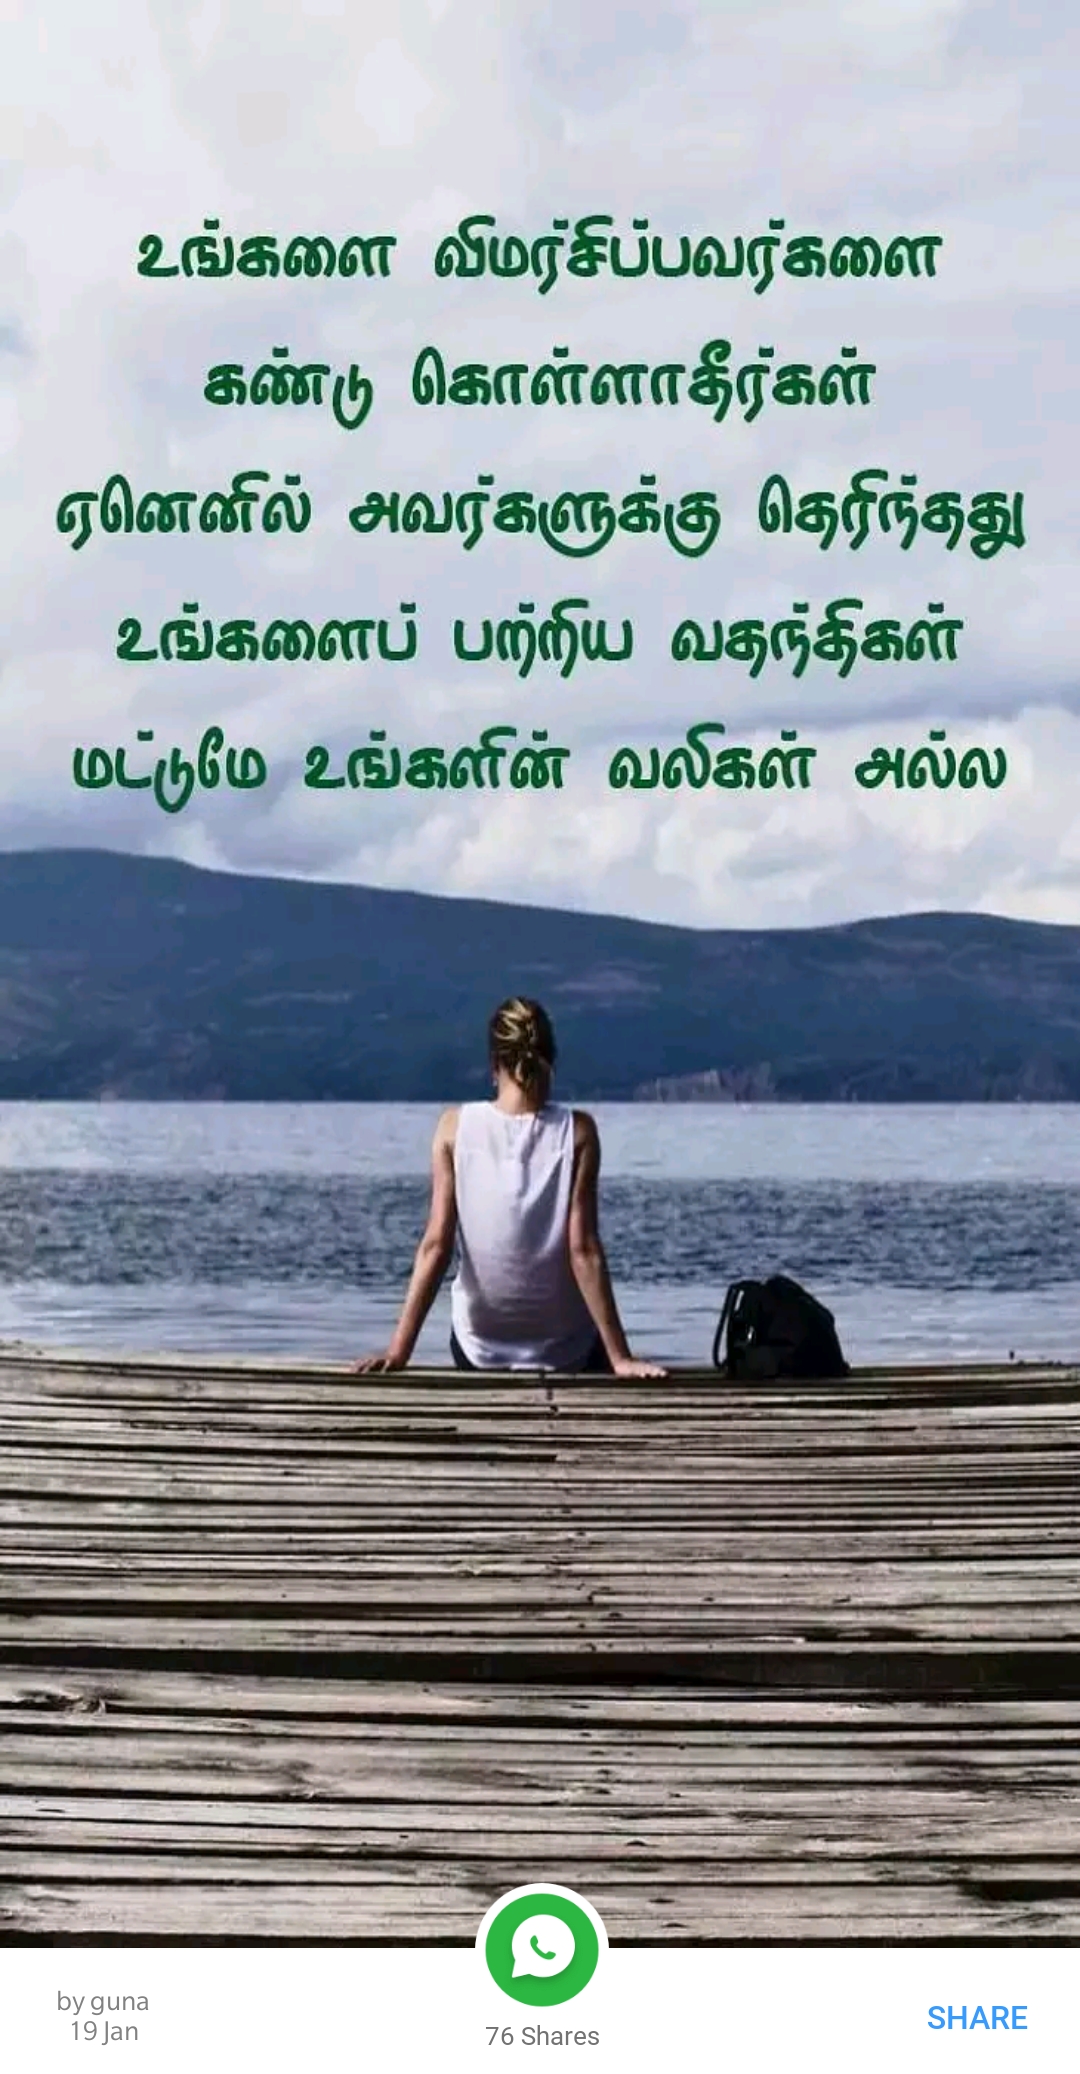 உங்களை விமர்சிப்பவர்களை
கண்டு கொள்ளாதீர்கள்
ஏனெனில் அவர்களுக்கு தெரிந்தது
உங்களைப் பற்றிய வதந்திகள்
மட்டுமே உங்களின் வலிகள் அல்ல
by guna
19 Jan
76 Shares
SHARE